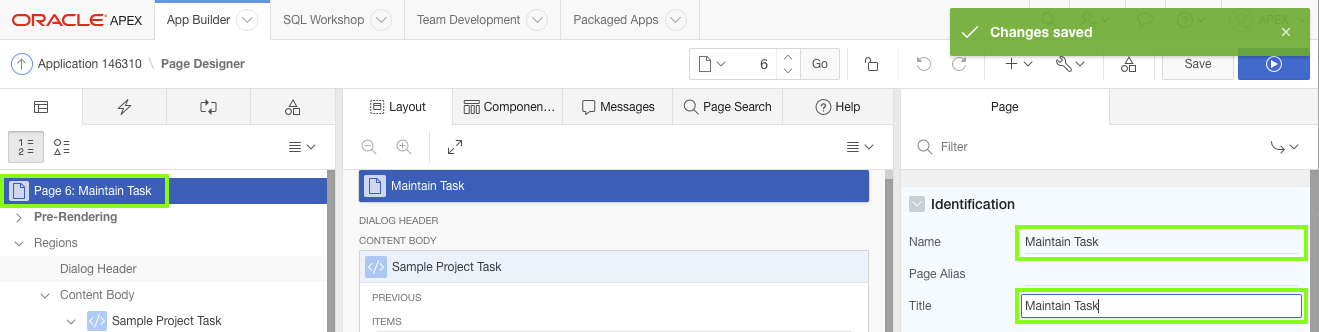 ORACLE APEX App Builder SQL Workshop Team Development Packaged Apps
Changes saved
Application 146310 \ Page Designer 6 Go Save
Layout Componen... Messages Page Search Help Page
Filter
Page 6: Maintain Task
Pre-Rendering
Regions
Dialog Header
Content Body
Sample Project Task
Maintain Task
DIALOG HEADER
CONTENT BODY
Sample Project Task
PREVIOUS
ITEMS
Identification
Name Maintain Task
Page Alias
Title Maintain Task